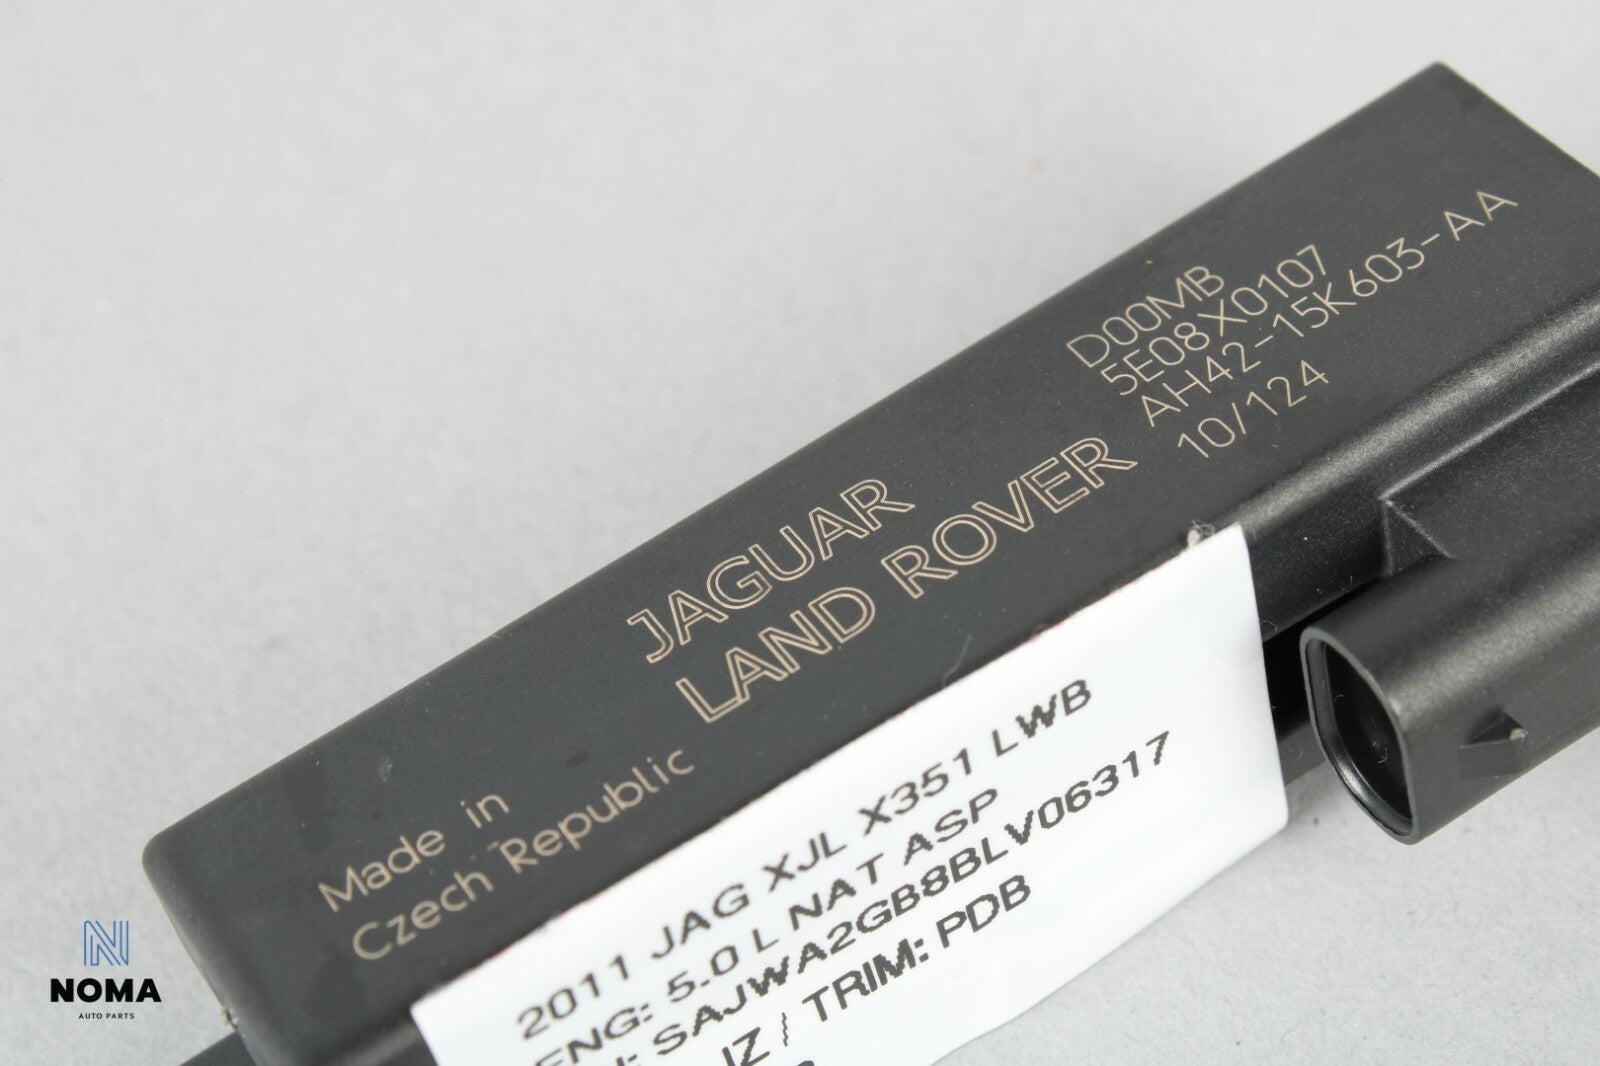 D00MB
5E08X0107
AH42-15K603-AA
10/124
JAGUAR
LAND ROVER
Made in
Czech Republic
2011 JAG XJL X351 LWB
ENG: 5.0 L NAT ASP
SAJWA2GB8BLV06317
/ TRIM: PDB
NOMA
AUTO PARTS